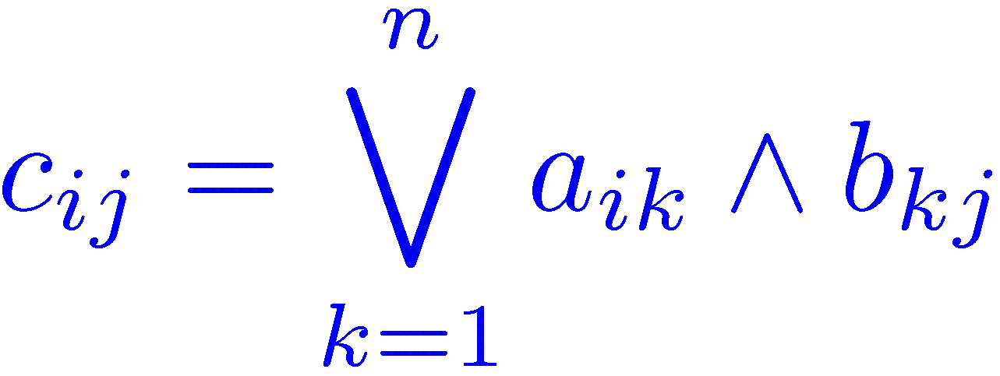 c_{ij} = \bigvee_{k=1}^{n} a_{ik} \wedge b_{kj}